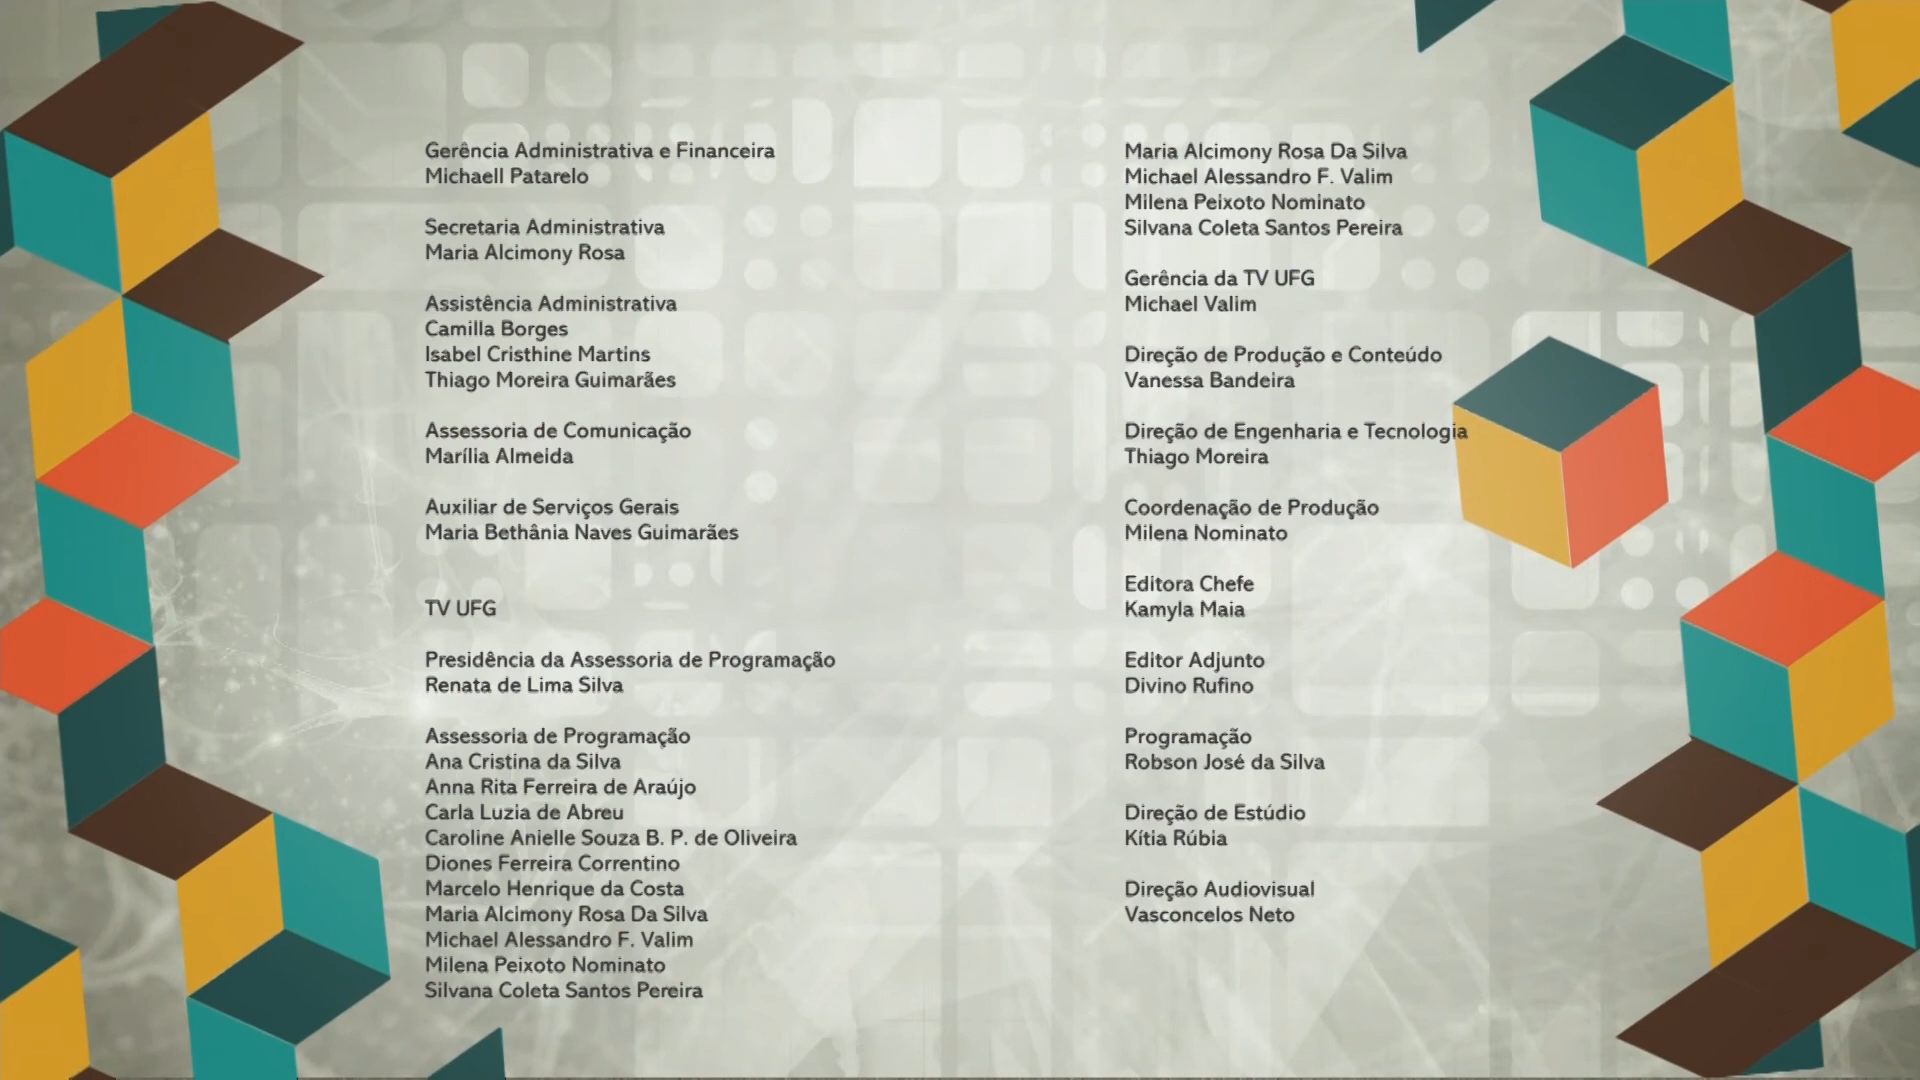 Gerência Administrativa e Financeira
Michaell Patarelo
Secretaria Administrativa
Maria Alcimony Rosa
Assistência Administrativa
Camilla Borges
Isabel Cristhine Martins
Thiago Moreira Guimarães
Assessoria de Comunicação
Marília Almeida
Auxiliar de Serviços Gerais
Maria Bethânia Naves Guimarães
TV UFG
Presidência da Assessoria de Programação
Renata de Lima Silva
Assessoria de Programação
Ana Cristina da Silva
Anna Rita Ferreira de Araújo
Carla Luzia de Abreu
Caroline Anielle Souza B. P. de Oliveira
Diones Ferreira Correntino
Marcelo Henrique da Costa
Maria Alcimony Rosa Da Silva
Michael Alessandro F. Valim
Milena Peixoto Nominato
Silvana Coleta Santos Pereira
Maria Alcimony Rosa Da Silva
Michael Alessandro F. Valim
Milena Peixoto Nominato
Silvana Coleta Santos Pereira
Gerência da TV UFG
Michael Valim
Direção de Produção e Conteúdo
Vanessa Bandeira
Direção de Engenharia e Tecnologia
Thiago Moreira
Coordenação de Produção
Milena Nominato
Editora Chefe
Kamyla Maia
Editor Adjunto
Divino Rufino
Programação
Robson José da Silva
Direção de Estúdio
Kítia Rúbia
Direção Audiovisual
Vasconcelos Neto